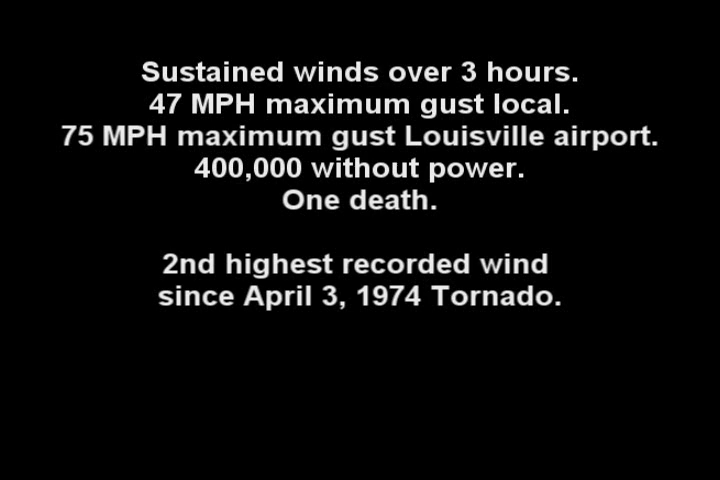 Sustained winds over 3 hours.
47 MPH maximum gust local.
75 MPH maximum gust Louisville airport.
400,000 without power.
One death.
2nd highest recorded wind
since April 3, 1974 Tornado.